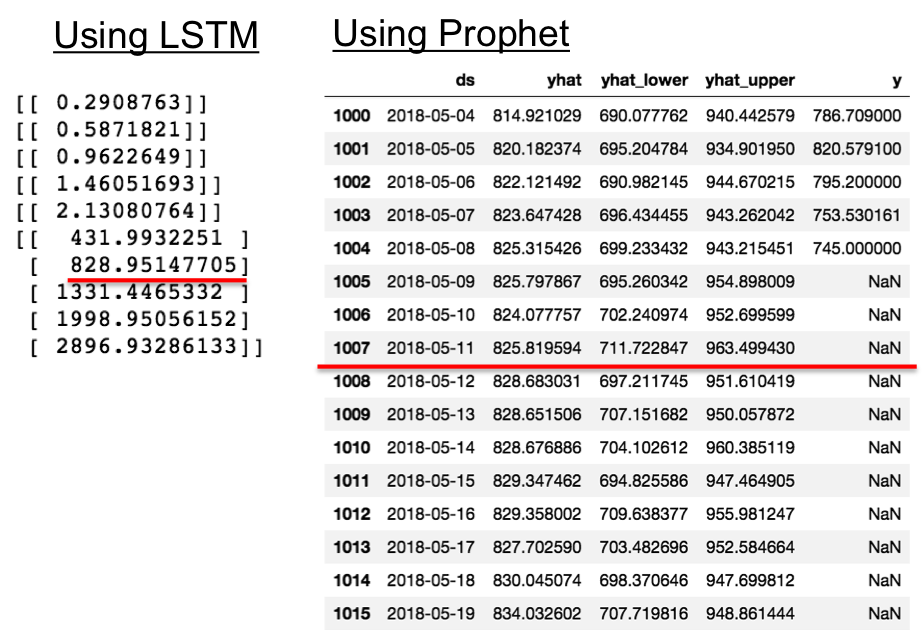 Using LSTM
[[ 0.2908763]]
[[ 0.5871821]]
[[ 0.9622649]]
[[ 1.46051693]]
[[ 2.13080764]]
[[ 431.9932251 ]
[ 828.95147705]
[ 1331.4465332 ]
[ 1998.95056152]
[ 2896.93286133]]
Using Prophet
ds yhat yhat_lower yhat_upper y
1000 2018-05-04 814.921029 690.077762 940.442579 786.709000
1001 2018-05-05 820.182374 695.204784 934.901950 820.579100
1002 2018-05-06 822.121492 690.982145 944.670215 795.200000
1003 2018-05-07 823.647428 696.434455 943.262042 753.530161
1004 2018-05-08 825.315426 699.233432 943.215451 745.000000
1005 2018-05-09 825.797867 695.260342 954.898009 NaN
1006 2018-05-10 824.077757 702.240974 952.699599 NaN
1007 2018-05-11 825.819594 711.722847 963.499430 NaN
1008 2018-05-12 828.683031 697.211745 951.610419 NaN
1009 2018-05-13 828.651506 707.151682 950.057872 NaN
1010 2018-05-14 828.676886 704.102612 960.385119 NaN
1011 2018-05-15 829.347462 694.825586 947.464905 NaN
1012 2018-05-16 829.358002 709.638377 955.981247 NaN
1013 2018-05-17 827.702590 703.482696 952.584664 NaN
1014 2018-05-18 830.045074 698.370646 947.699812 NaN
1015 2018-05-19 834.032602 707.719816 948.861444 NaN